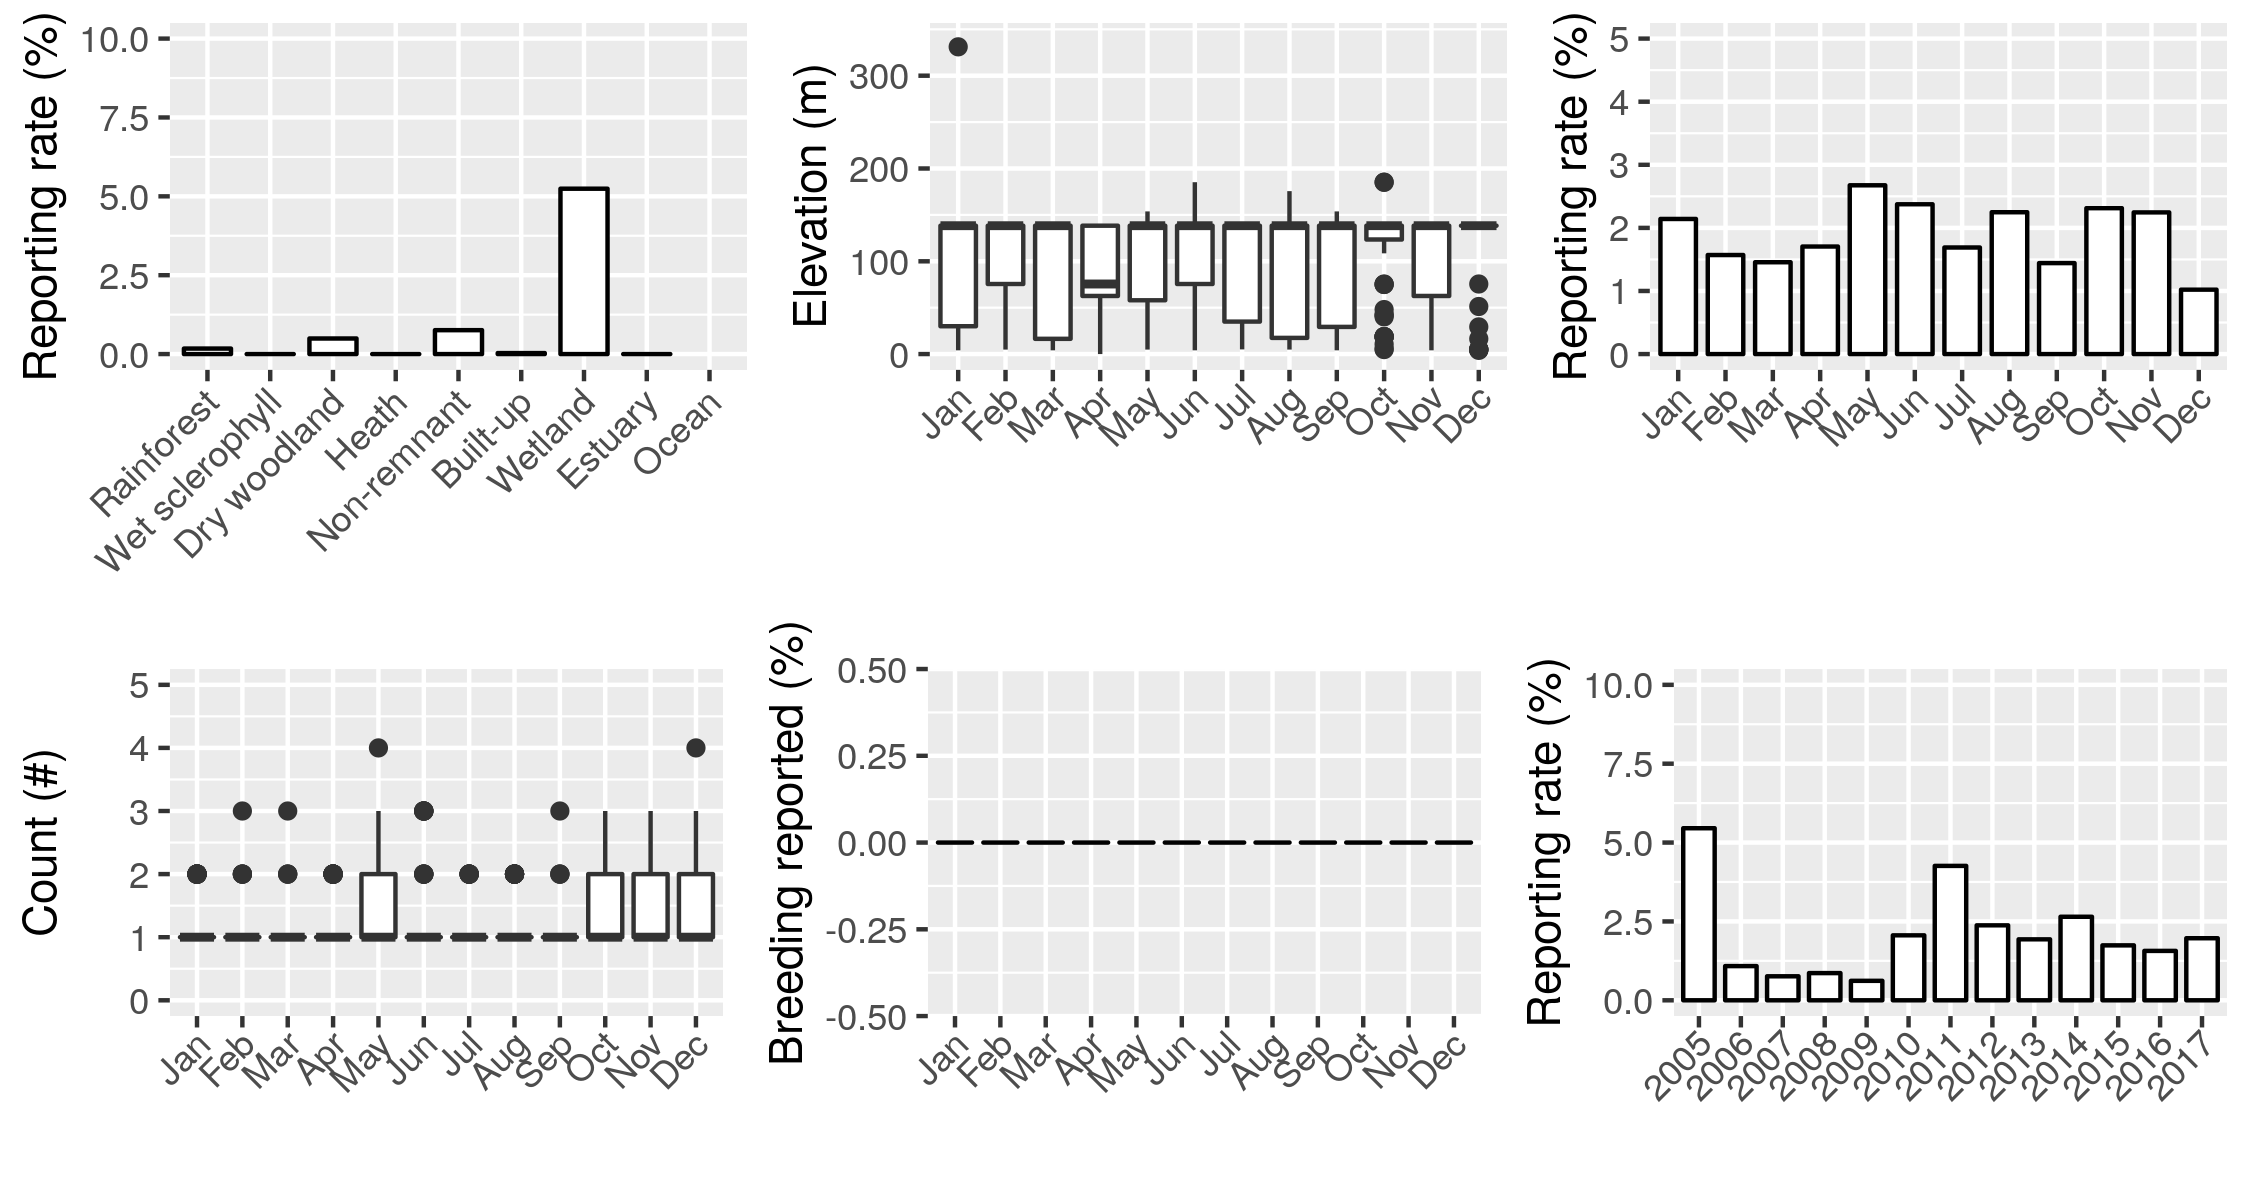 Reporting rate (%)
10.0
7.5
5.0
2.5
0.0
Rainforest
Wet sclerophyll
Dry woodland
Heath
Non-remnant
Built-up
Wetland
Estuary
Ocean
Elevation (m)
300
200
100
0
Jan
Feb
Mar
Apr
May
Jun
Jul
Aug
Sep
Oct
Nov
Dec
Reporting rate (%)
5
4
3
2
1
0
Jan
Feb
Mar
Apr
May
Jun
Jul
Aug
Sep
Oct
Nov
Dec
Count (#)
5
4
3
2
1
0
Jan
Feb
Mar
Apr
May
Jun
Jul
Aug
Sep
Oct
Nov
Dec
Breeding reported (%)
0.50
0.25
0.00
-0.25
-0.50
Jan
Feb
Mar
Apr
May
Jun
Jul
Aug
Sep
Oct
Nov
Dec
Reporting rate (%)
10.0
7.5
5.0
2.5
0.0
2005
2006
2007
2008
2009
2010
2011
2012
2013
2014
2015
2016
2017